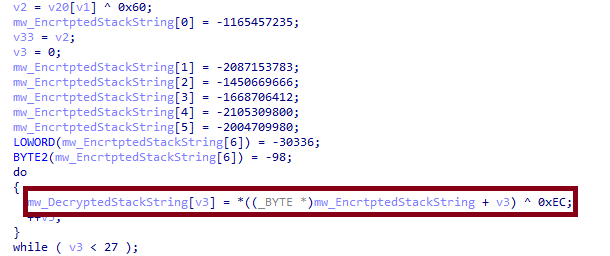 v2 = v20[v1] ^ 0x60;
mw_EncrtptedStackString[0] = -1165457235;
v33 = v2;
v3 = 0;
mw_EncrtptedStackString[1] = -2087153783;
mw_EncrtptedStackString[2] = -1450669666;
mw_EncrtptedStackString[3] = -1668706412;
mw_EncrtptedStackString[4] = -2105309800;
mw_EncrtptedStackString[5] = -2004709980;
LOWORD(mw_EncrtptedStackString[6]) = -30336;
BYTE2(mw_EncrtptedStackString[6]) = -98;
do
{
mw_DecryptedStackString[v3] = *((_BYTE *)mw_EncrtptedStackString + v3) ^ 0xEC;
++v3;
}
while ( v3 < 27 );